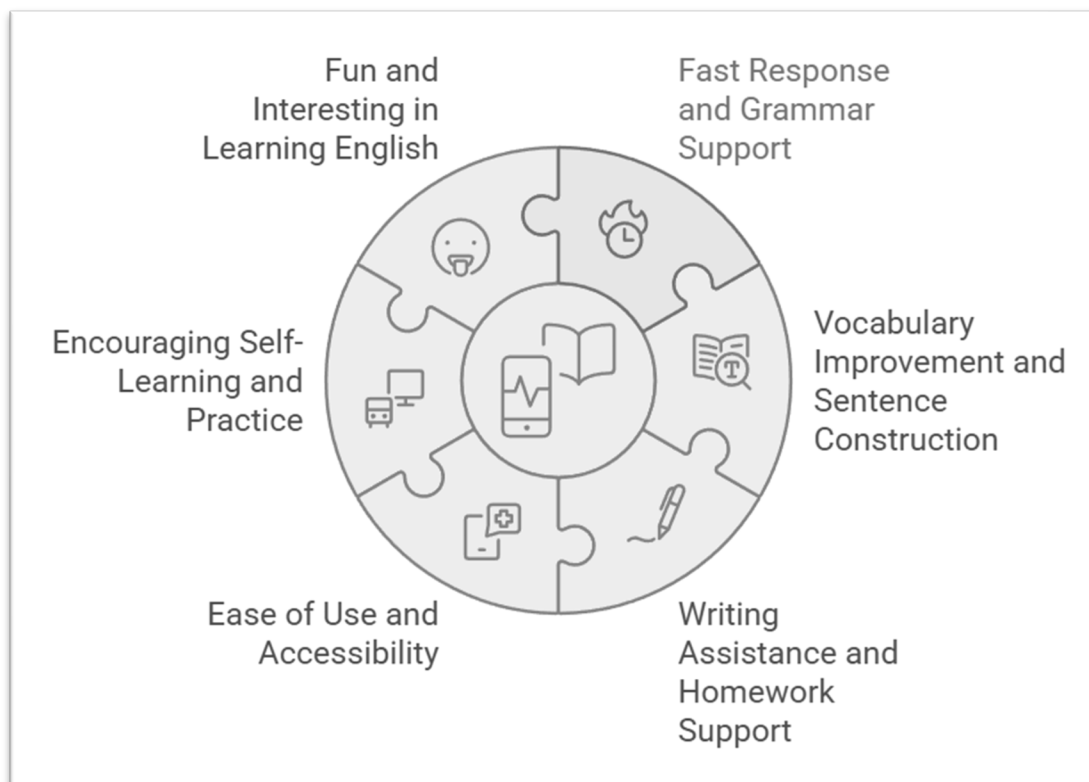 Fun and
Interesting in
Learning English
Fast Response
and Grammar
Support
Encouraging Self-
Learning and
Practice
Vocabulary
Improvement and
Sentence
Construction
T
Ease of Use and
Accessibility
Writing
Assistance and
Homework
Support